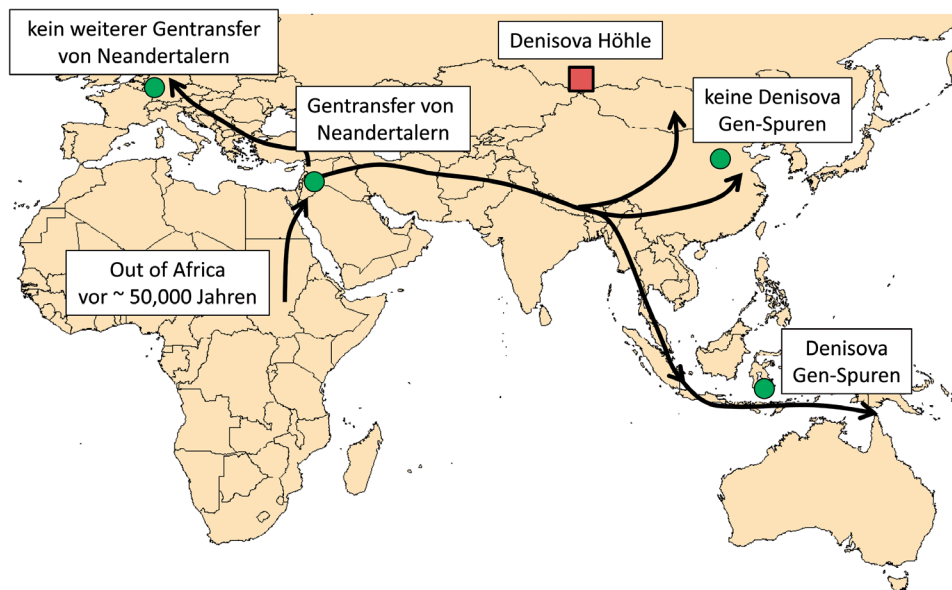 kein weiterer Gentransfer
von Neandertalern
Denisova Höhle
Gentransfer von
Neandertalern
keine Denisova
Gen-Spuren
Out of Africa
vor ~ 50,000 Jahren
Denisova
Gen-Spuren